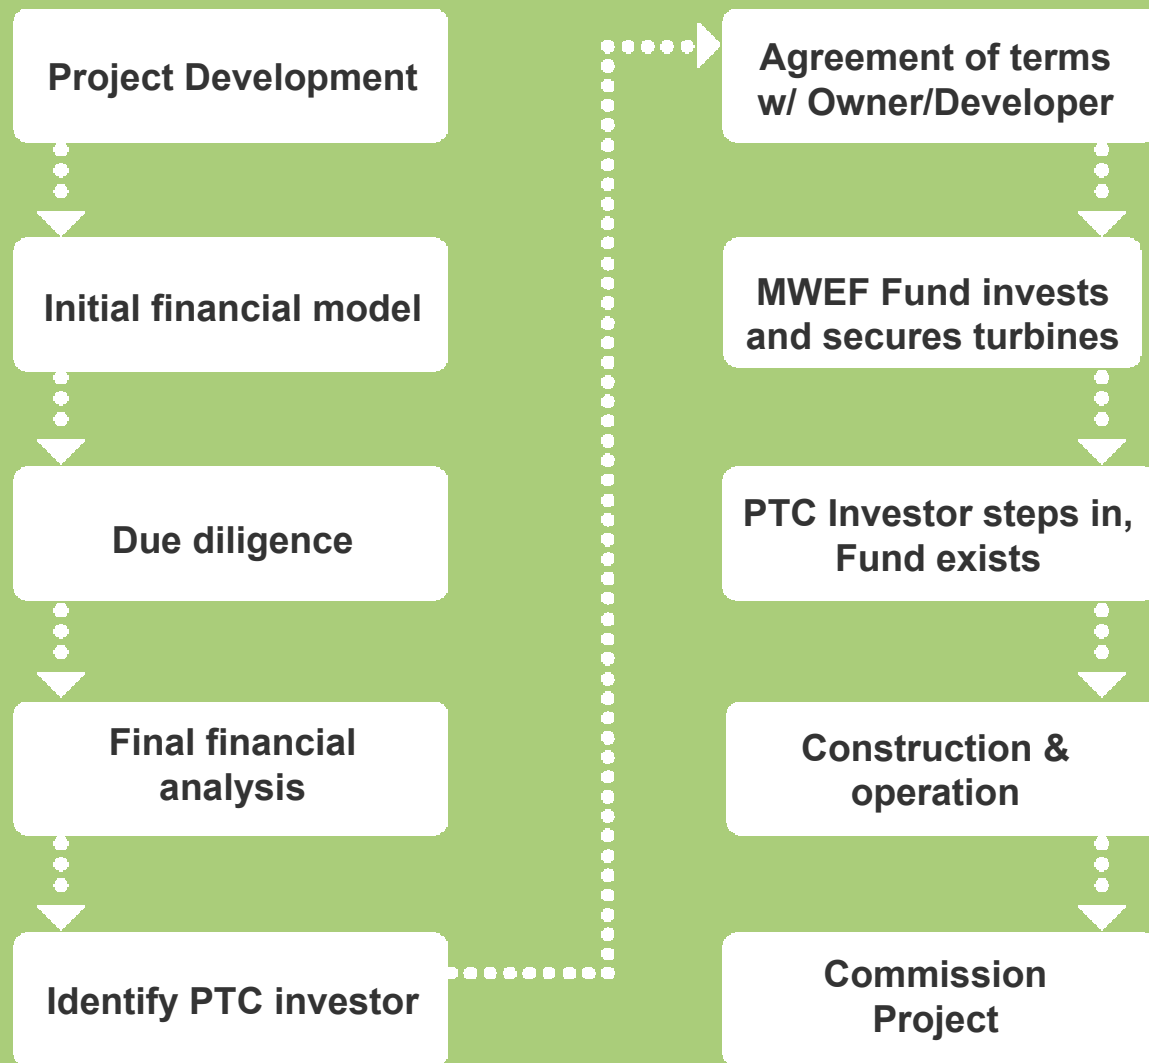 Project Development
Initial financial model
Due diligence
Final financial
analysis
Identify PTC investor
Agreement of terms
w/ Owner/Developer
MWEF Fund invests
and secures turbines
PTC Investor steps in,
Fund exists
Construction &
operation
Commission
Project